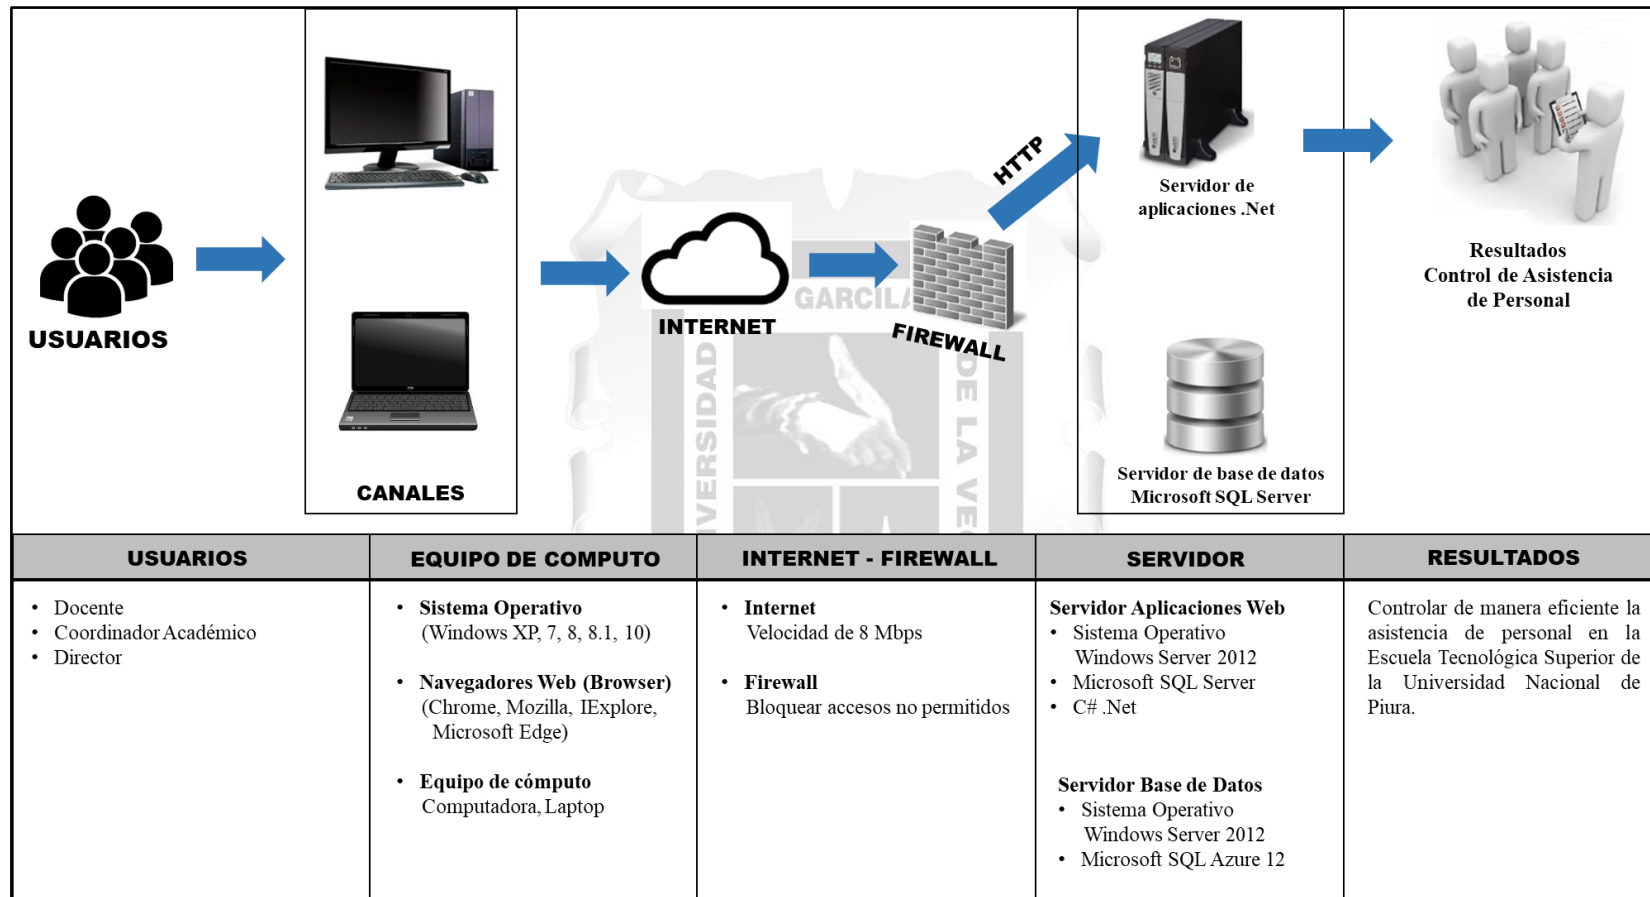 USUARIOS
CANALES
INTERNET
FIREWALL
HTTP
Servidor de
aplicaciones .Net
Servidor de base de datos
Microsoft SQL Server
Resultados
Control de Asistencia
de Personal
GARCILA
UNIVERSIDAD
DE LA VE
USUARIOS
• Docente
• Coordinador Académico
• Director
EQUIPO DE COMPUTO
• Sistema Operativo
(Windows XP, 7, 8, 8.1, 10)
• Navegadores Web (Browser)
(Chrome, Mozilla, IExplore,
Microsoft Edge)
• Equipo de cómputo
Computadora, Laptop
INTERNET - FIREWALL
• Internet
Velocidad de 8 Mbps
• Firewall
Bloquear accesos no permitidos
SERVIDOR
Servidor Aplicaciones Web
• Sistema Operativo
Windows Server 2012
• Microsoft SQL Server
• C# .Net
Servidor Base de Datos
• Sistema Operativo
Windows Server 2012
• Microsoft SQL Azure 12
RESULTADOS
Controlar de manera eficiente la
asistencia de personal en la
Escuela Tecnológica Superior de
la Universidad Nacional de
Piura.